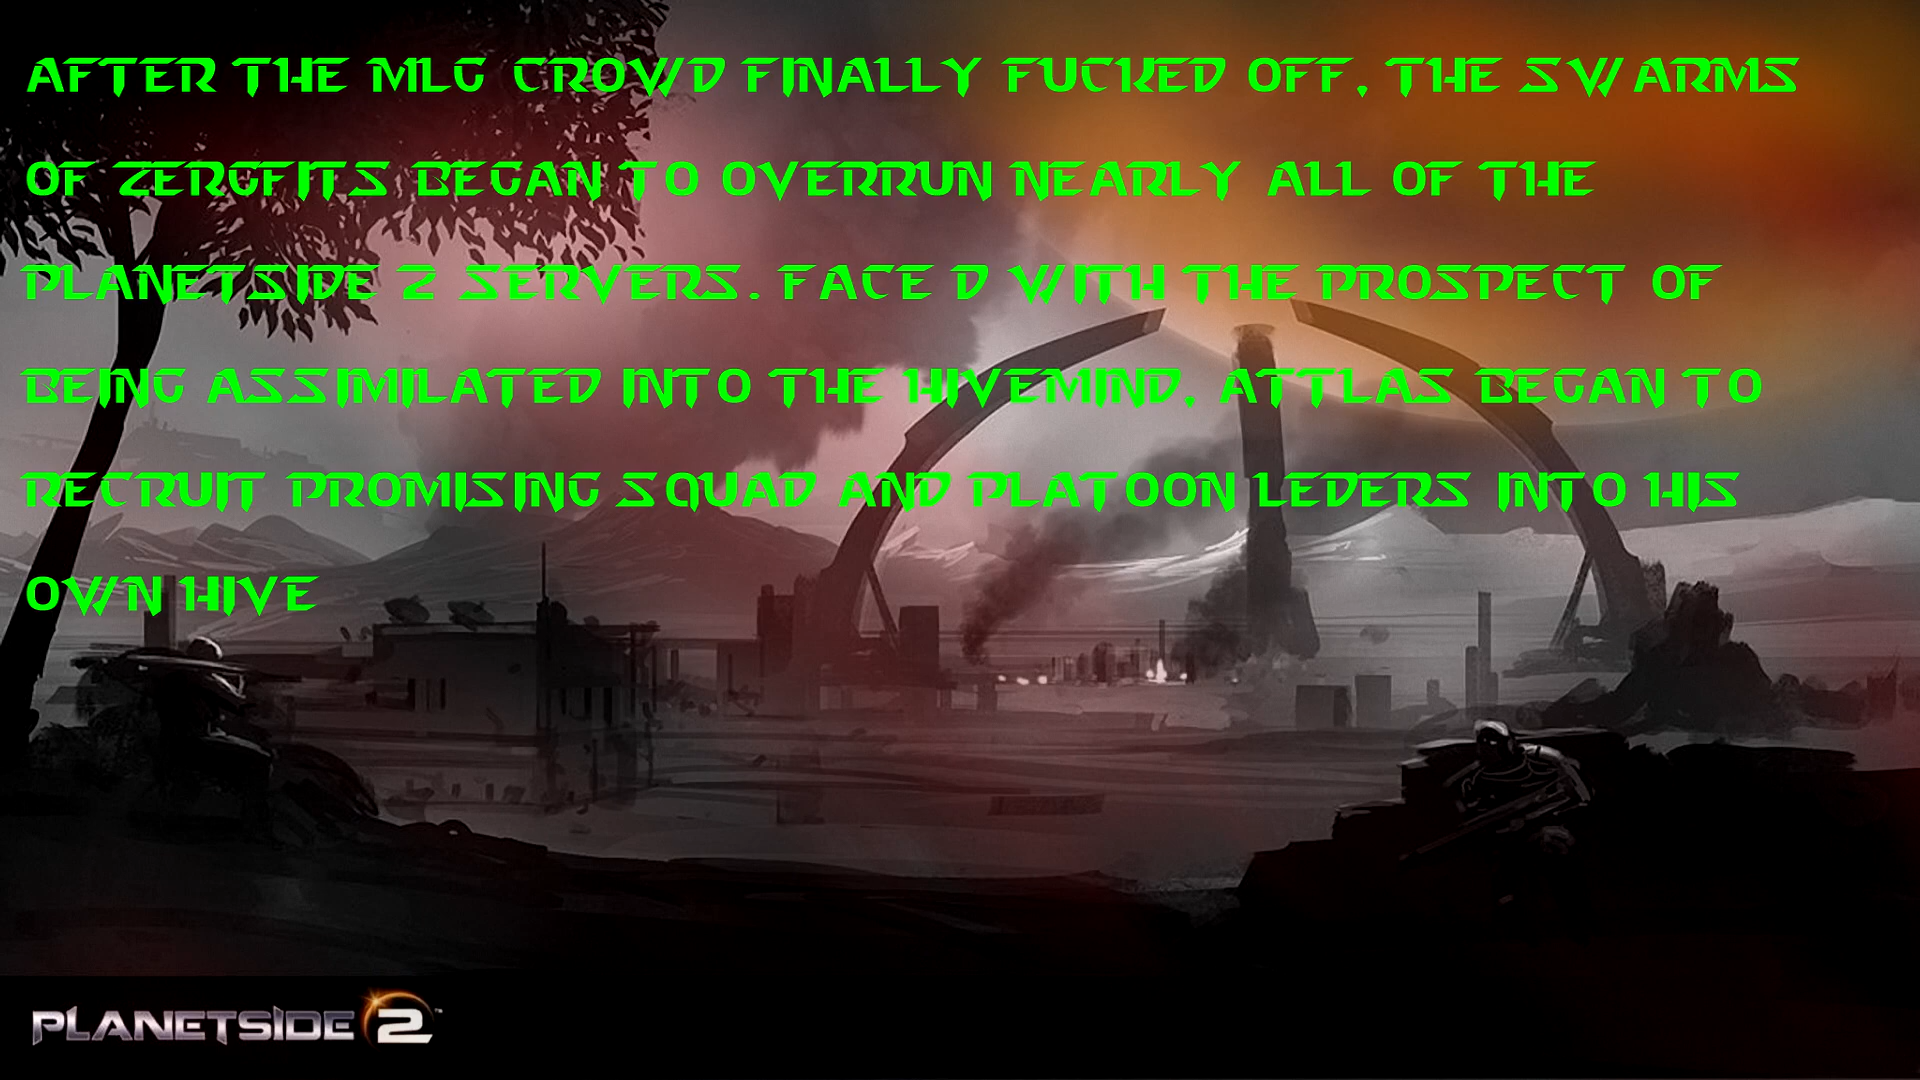 AFTER THE MLG CROWD FINALLY FUCKED OFF, THE SWARMS
OF ZERGFITS BEGAN TO OVERRUN NEARLY ALL OF THE
PLANETSIDE 2 SERVERS. FACED WITH THE PROSPECT OF
BEING ASSIMILATED INTO THE HIVEMIND, ATTLAS BEGAN TO
RECRUIT PROMISING SQUAD AND PLATOON LEDERS INTO HIS
OWN HIVE
PLANETSIDE 2™